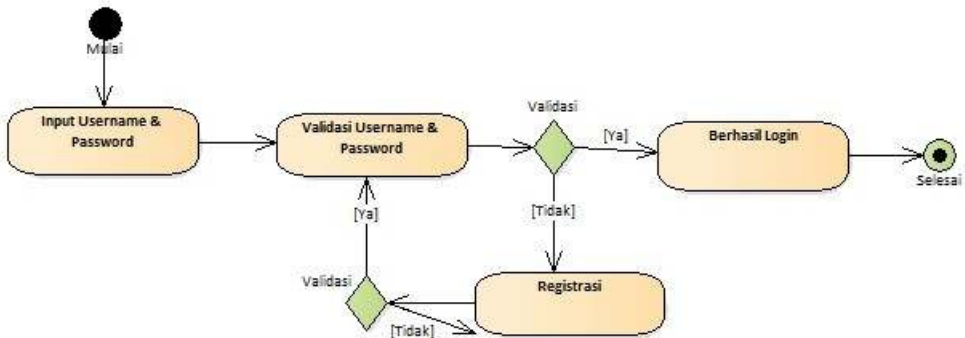 Mulai
Input Username &
Password
Validasi Username &
Password
Validasi
[Ya]
Berhasil Login
Selesai
[Tidak]
[Ya]
Validasi
Registrasi
[Tidak]